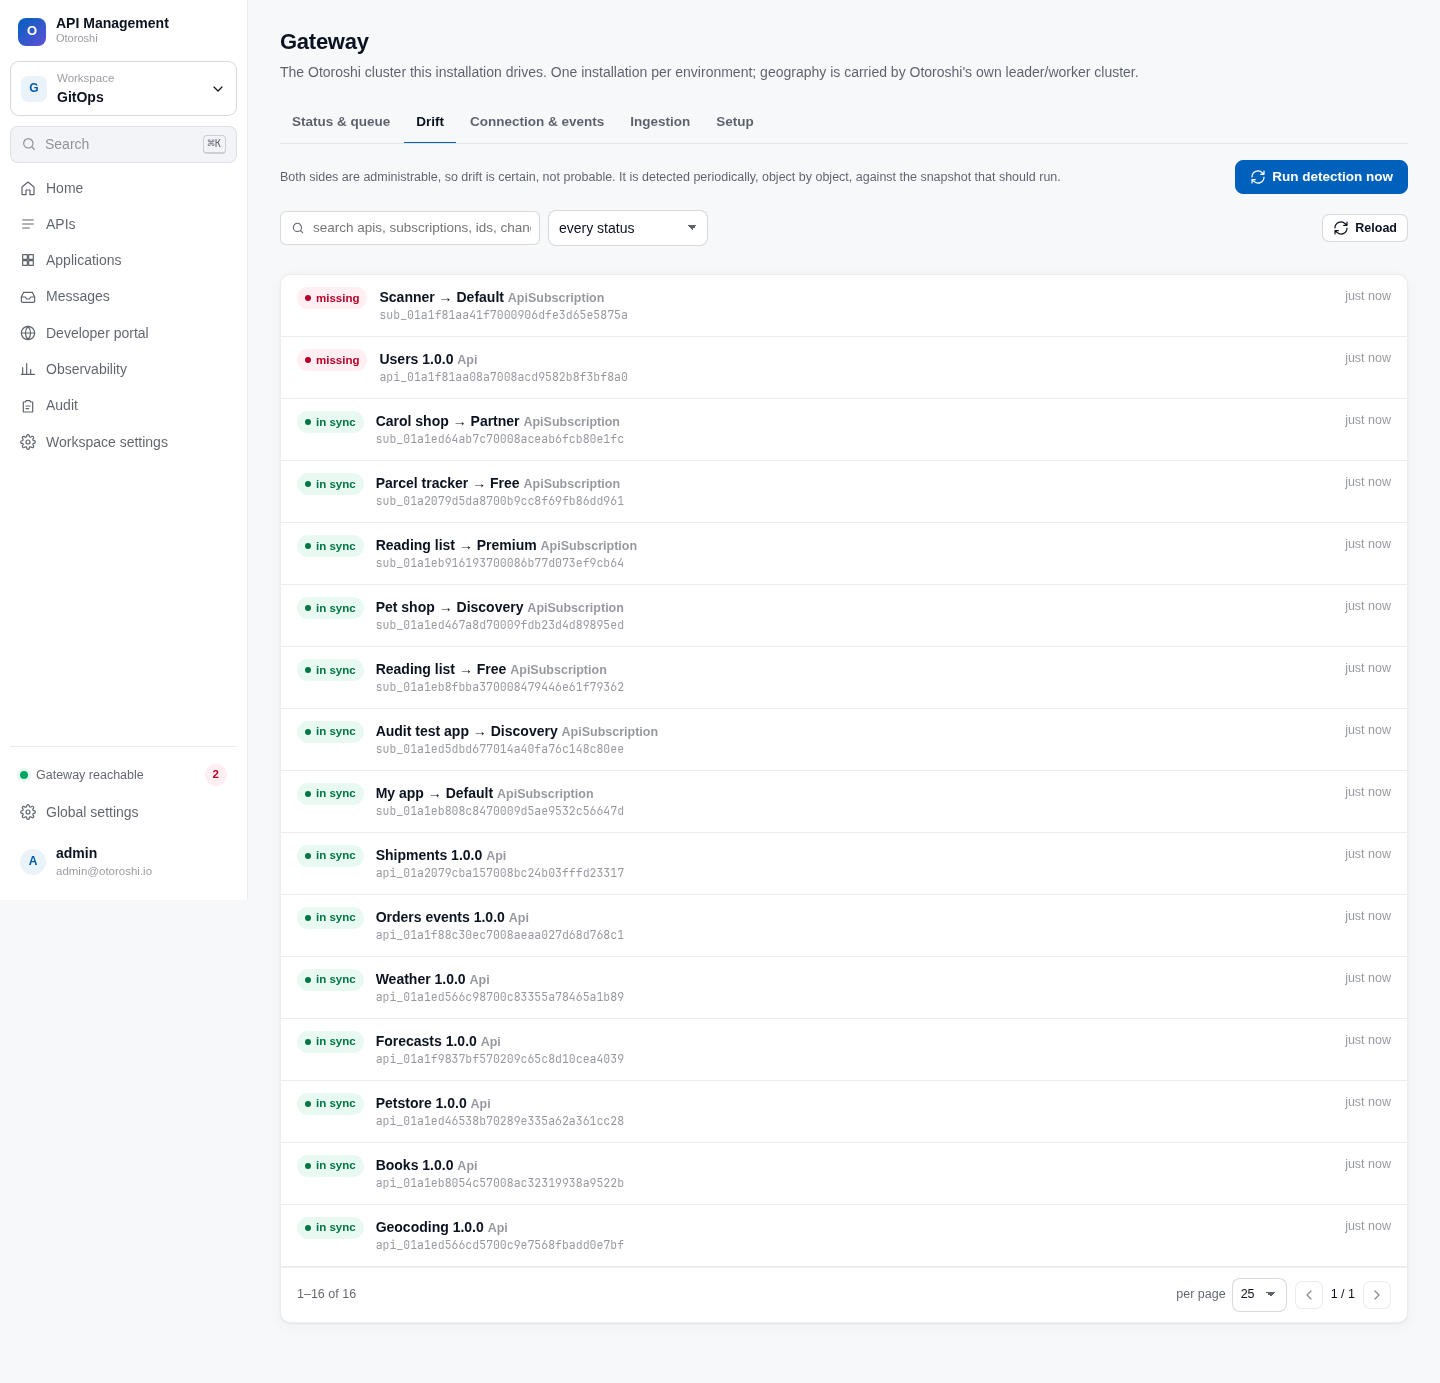 O
API Management
Otoroshi
G
Workspace
GitOps
Search
⌘K
Home
APIs
Applications
Messages
Developer portal
Observability
Audit
Workspace settings
Gateway reachable
2
Global settings
A
admin
admin@otoroshi.io
Gateway
The Otoroshi cluster this installation drives. One installation per environment; geography is carried by Otoroshi's own leader/worker cluster.
Status & queue Drift Connection & events Ingestion Setup
Both sides are administrable, so drift is certain, not probable. It is detected periodically, object by object, against the snapshot that should run.
Run detection now
search apis, subscriptions, ids, chan
every status
Reload
missing Scanner → Default ApiSubscription just now
sub_01a1f81aa41f7000906dfe3d65e5875a
missing Users 1.0.0 Api just now
api_01a1f81aa08a7008acd9582b8f3bf8a0
in sync Carol shop → Partner ApiSubscription just now
sub_01a1ed64ab7c70008aceab6fcb80e1fc
in sync Parcel tracker → Free ApiSubscription just now
sub_01a2079d5da8700b9cc8f69fb86dd961
in sync Reading list → Premium ApiSubscription just now
sub_01a1eb916193700086b77d073ef9cb64
in sync Pet shop → Discovery ApiSubscription just now
sub_01a1ed467a8d70009fdb23d4d89895ed
in sync Reading list → Free ApiSubscription just now
sub_01a1eb8fbba370008479446e61f79362
in sync Audit test app → Discovery ApiSubscription just now
sub_01a1ed5dbd677014a40fa76c148c80ee
in sync My app → Default ApiSubscription just now
sub_01a1eb808c8470009d5ae9532c56647d
in sync Shipments 1.0.0 Api just now
api_01a2079cba157008bc24b03fffd23317
in sync Orders events 1.0.0 Api just now
api_01a1f88c30ec7008aeaa027d68d768c1
in sync Weather 1.0.0 Api just now
api_01a1ed566c98700c83355a78465a1b89
in sync Forecasts 1.0.0 Api just now
api_01a1f9837bf570209c65c8d10cea4039
in sync Petstore 1.0.0 Api just now
api_01a1ed46538b70289e335a62a361cc28
in sync Books 1.0.0 Api just now
api_01a1eb8054c57008ac32319938a9522b
in sync Geocoding 1.0.0 Api just now
api_01a1ed566cd5700c9e7568fbadd0e7bf
1–16 of 16
per page 25 1 / 1